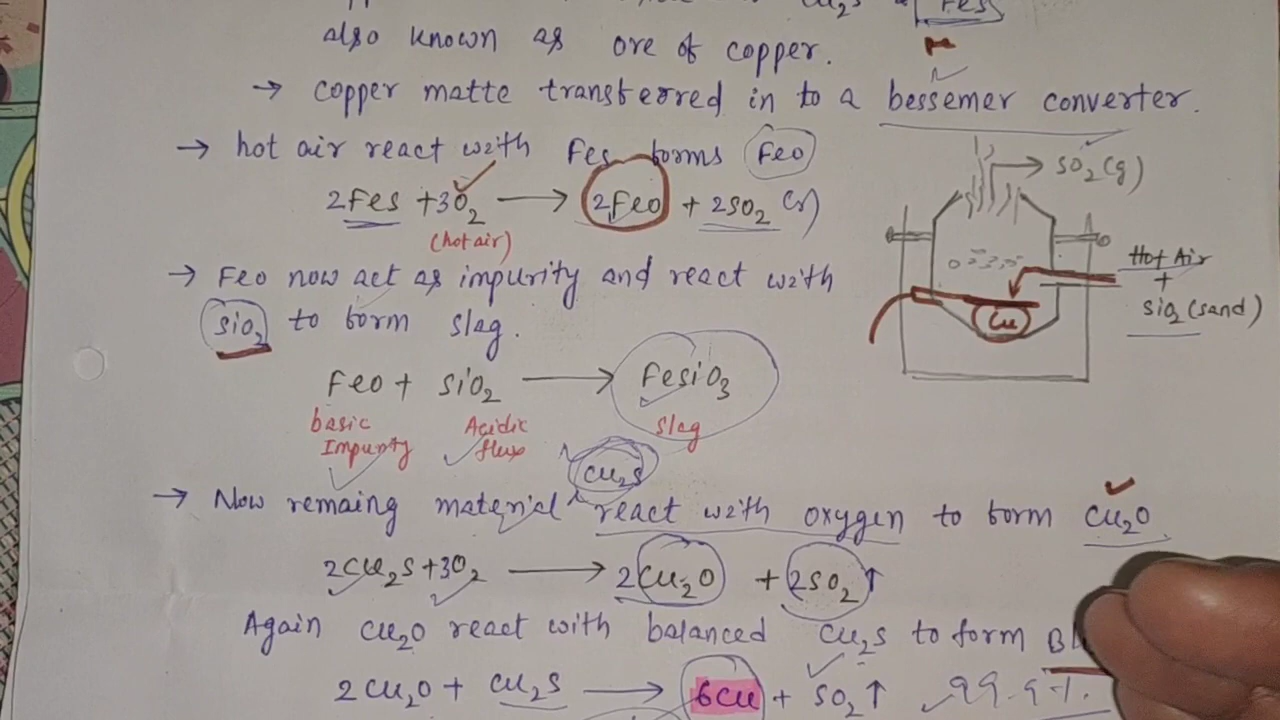 Cu₂S FeS
also known as ore of copper.
→ copper matte transferred in to a bessemer converter.
→ hot air react with Fes forms Feo
2Fes + 3O₂ ⟶ 2Feo + 2SO₂ (g)
(hot air)
→ Feo now act as impurity and react with
SiO₂ to form slag.
Feo + SiO₂ ⟶ FeSiO₃
basic Impurity Acidic flux slag
Cu₂S
→ Now remaing material react with oxygen to form Cu₂O
2Cu₂S + 3O₂ ⟶ 2Cu₂O + 2SO₂ ↑
Again Cu₂O react with balanced Cu₂S to form
2Cu₂O + Cu₂S ⟶ 6Cu + SO₂ ↑ 99.9%.
SO₂(g)
Hot Air
+
SiO₂ (sand)
Cu